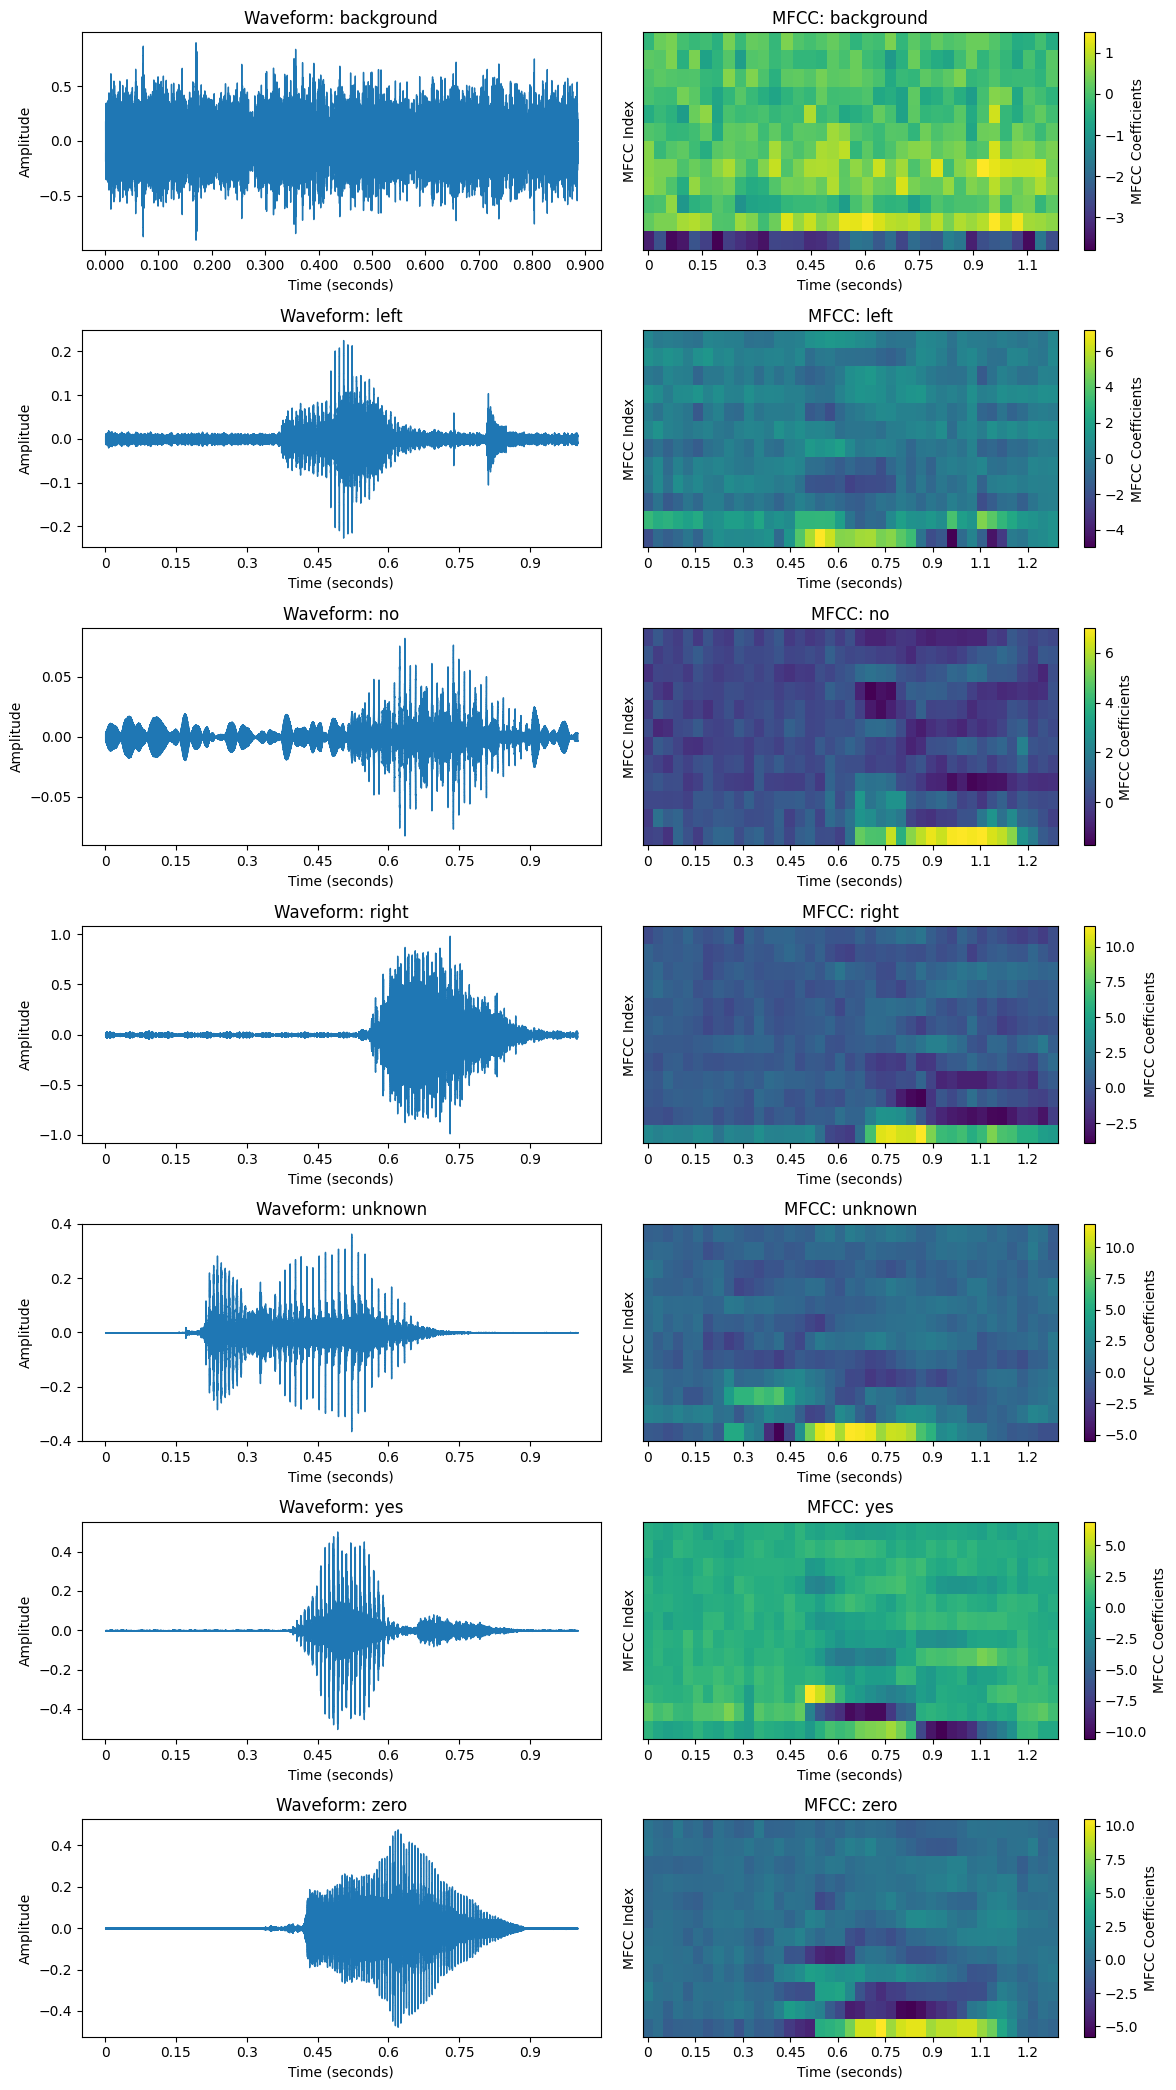 Waveform: background
Amplitude
0.5
0.0
−0.5
0.000 0.100 0.200 0.300 0.400 0.500 0.600 0.700 0.800 0.900
Time (seconds)
MFCC: background
MFCC Index
0 0.15 0.3 0.45 0.6 0.75 0.9 1.1
Time (seconds)
1
0
−1
−2
−3
MFCC Coefficients
Waveform: left
Amplitude
0.2
0.1
0.0
−0.1
−0.2
0 0.15 0.3 0.45 0.6 0.75 0.9
Time (seconds)
MFCC: left
MFCC Index
0 0.15 0.3 0.45 0.6 0.75 0.9 1.1 1.2
Time (seconds)
6
4
2
0
−2
−4
MFCC Coefficients
Waveform: no
Amplitude
0.05
0.00
−0.05
0 0.15 0.3 0.45 0.6 0.75 0.9
Time (seconds)
MFCC: no
MFCC Index
0 0.15 0.3 0.45 0.6 0.75 0.9 1.1 1.2
Time (seconds)
6
4
2
0
MFCC Coefficients
Waveform: right
Amplitude
1.0
0.5
0.0
−0.5
−1.0
0 0.15 0.3 0.45 0.6 0.75 0.9
Time (seconds)
MFCC: right
MFCC Index
0 0.15 0.3 0.45 0.6 0.75 0.9 1.1 1.2
Time (seconds)
10.0
7.5
5.0
2.5
0.0
−2.5
MFCC Coefficients
Waveform: unknown
Amplitude
0.4
0.2
0.0
−0.2
−0.4
0 0.15 0.3 0.45 0.6 0.75 0.9
Time (seconds)
MFCC: unknown
MFCC Index
0 0.15 0.3 0.45 0.6 0.75 0.9 1.1 1.2
Time (seconds)
10.0
7.5
5.0
2.5
0.0
−2.5
−5.0
MFCC Coefficients
Waveform: yes
Amplitude
0.4
0.2
0.0
−0.2
−0.4
0 0.15 0.3 0.45 0.6 0.75 0.9
Time (seconds)
MFCC: yes
MFCC Index
0 0.15 0.3 0.45 0.6 0.75 0.9 1.1 1.2
Time (seconds)
5.0
2.5
0.0
−2.5
−5.0
−7.5
−10.0
MFCC Coefficients
Waveform: zero
Amplitude
0.4
0.2
0.0
−0.2
−0.4
0 0.15 0.3 0.45 0.6 0.75 0.9
Time (seconds)
MFCC: zero
MFCC Index
0 0.15 0.3 0.45 0.6 0.75 0.9 1.1 1.2
Time (seconds)
10.0
7.5
5.0
2.5
0.0
−2.5
−5.0
MFCC Coefficients